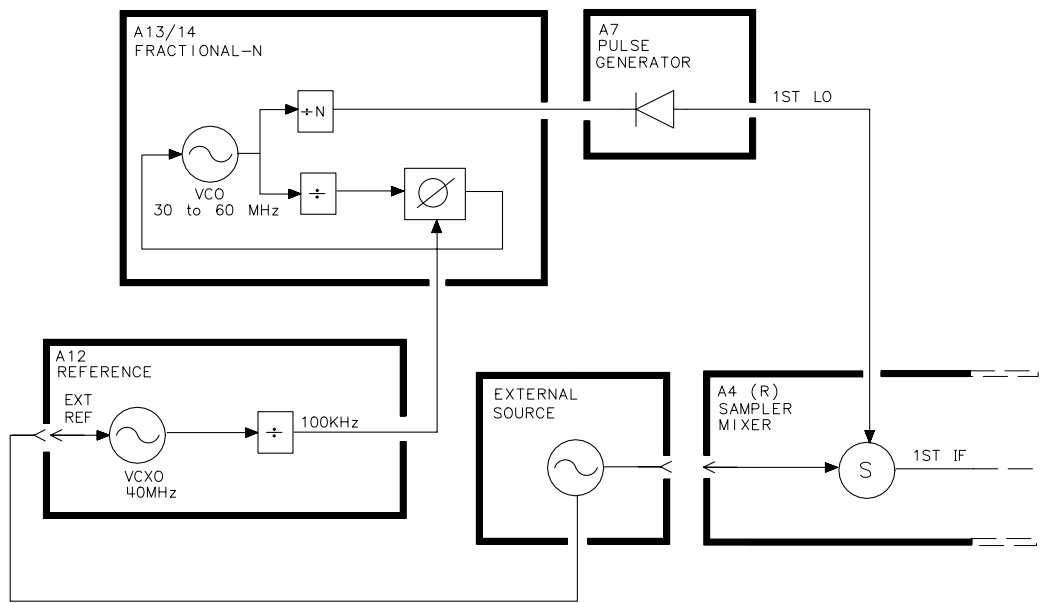 A13/14
FRACTIONAL-N
÷N
VCO
30 to 60 MHz
÷
A7
PULSE
GENERATOR
1ST LO
A12
REFERENCE
EXT
REF
VCXO
40MHz
÷
100KHz
EXTERNAL
SOURCE
A4 (R)
SAMPLER
MIXER
S
1ST IF